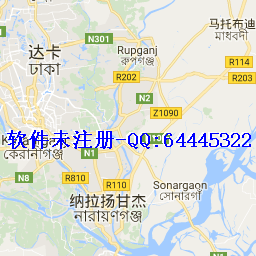 马托布迪
মাধবদী
N301
达卡
ঢাকা
Rupganj
রুপগঞ্জ
R114
R202
R203
N2
Z1090
软件未注册-QQ:64445322
কেরানীগঞ্জ
N1
N8
R810
R110
Sonargaon
সোনারগাঁ
纳拉扬甘杰
নারায়ণগঞ্জ